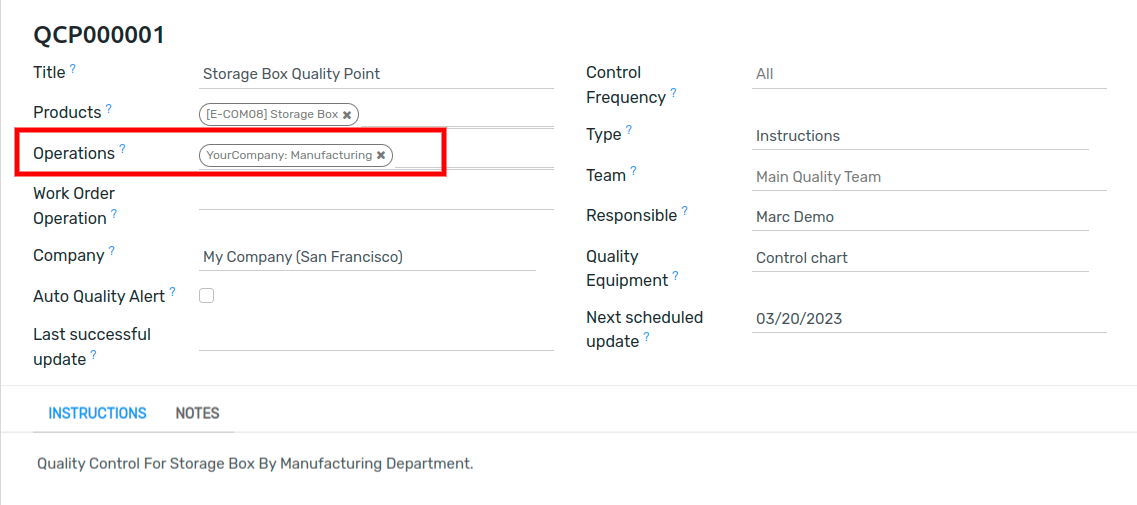 QCP000001
Title ?
Storage Box Quality Point
Products ?
[E-COM08] Storage Box ✖
Operations ?
YourCompany: Manufacturing ✖
Work Order
Operation ?
Company ?
My Company (San Francisco)
Auto Quality Alert ?
Last successful
update ?
Control
Frequency ?
All
Type ?
Instructions
Team ?
Main Quality Team
Responsible ?
Marc Demo
Quality
Equipment ?
Control chart
Next scheduled
update ?
03/20/2023
INSTRUCTIONS
NOTES
Quality Control For Storage Box By Manufacturing Department.